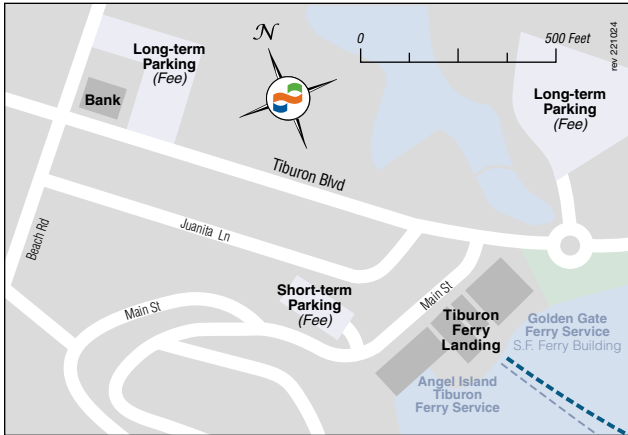 N
0
500 Feet
rev 221024
Long-term
Parking
(Fee)
Bank
Long-term
Parking
(Fee)
Tiburon Blvd
Juanita Ln
Beach Rd
Main St
Short-term
Parking
(Fee)
Main St
Tiburon
Ferry
Landing
Golden Gate
Ferry Service
S.F. Ferry Building
Angel Island
Tiburon
Ferry Service